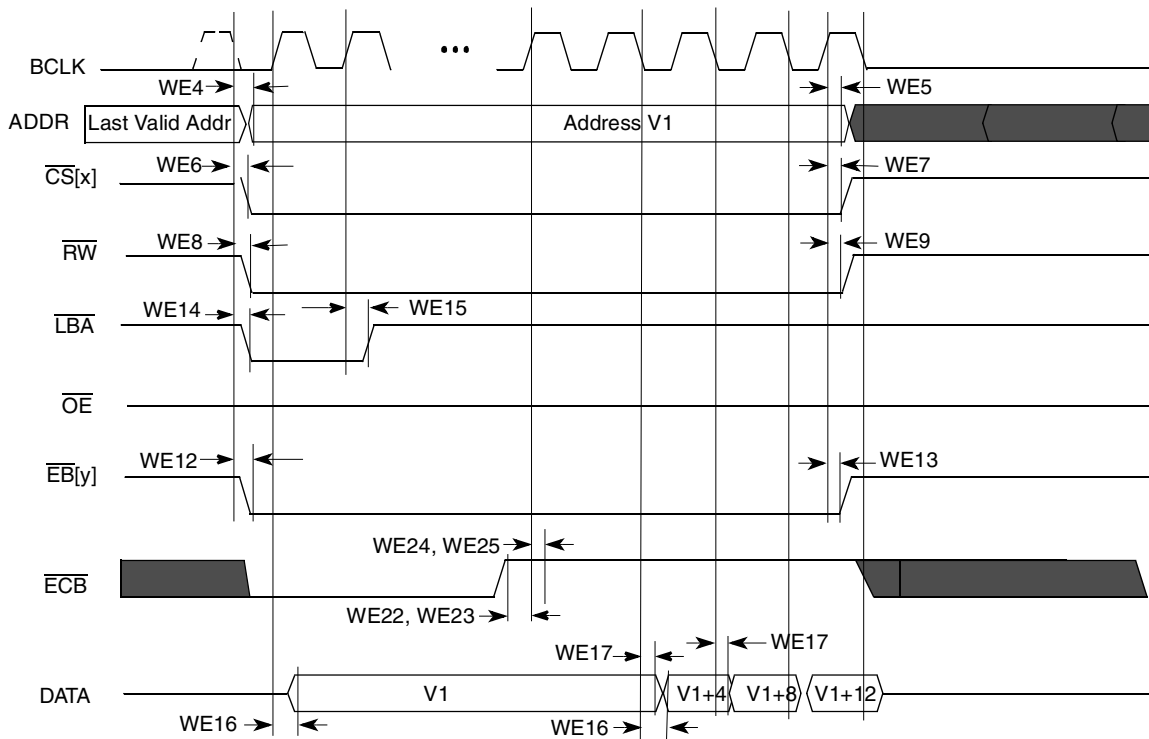 BCLK
•••
WE4
WE5
ADDR
Last Valid Addr
Address V1
WE6
WE7
CS[x]
WE8
WE9
RW
WE14
WE15
LBA
OE
WE12
WE13
EB[y]
WE24, WE25
ECB
WE22, WE23
WE17
WE17
DATA
V1
V1+4
V1+8
V1+12
WE16
WE16